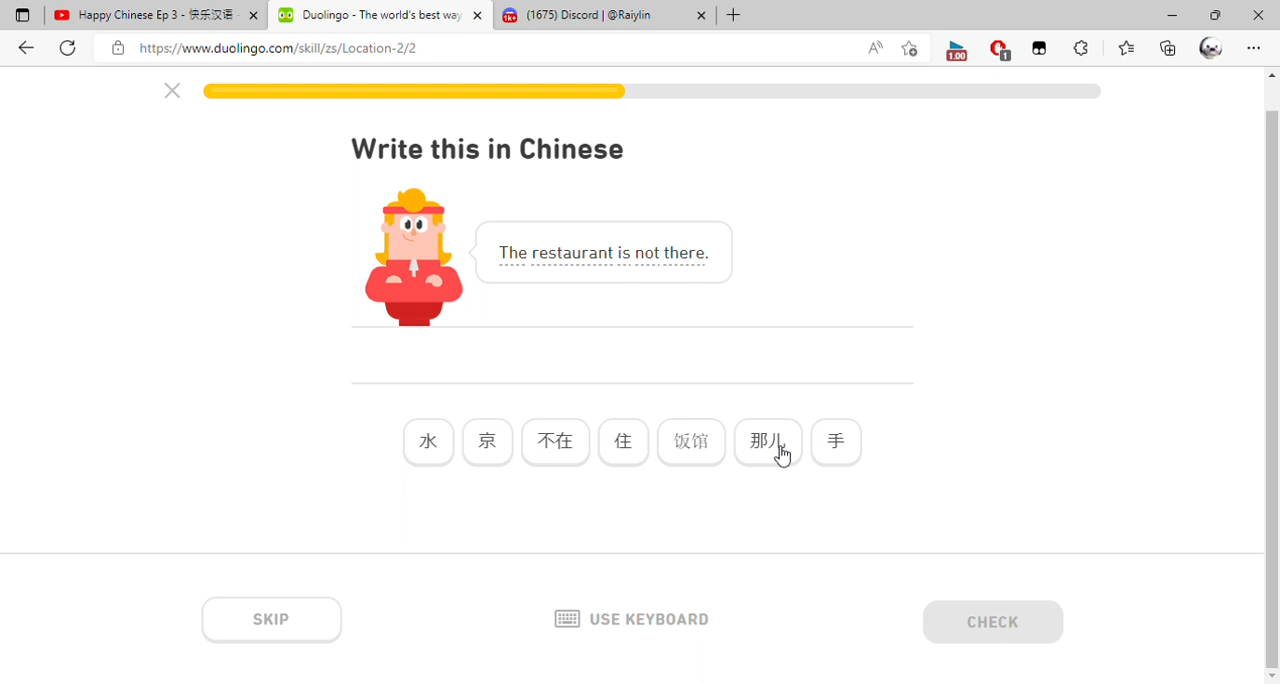 Happy Chinese Ep 3 - 快乐汉语
Duolingo - The world's best way
1K+
(1675) Discord | @Raiylin
https://www.duolingo.com/skill/zs/Location-2/2
1.00
1
Write this in Chinese
The restaurant is not there.
水 京 不在 住 饭馆 那儿 手
SKIP
USE KEYBOARD
CHECK